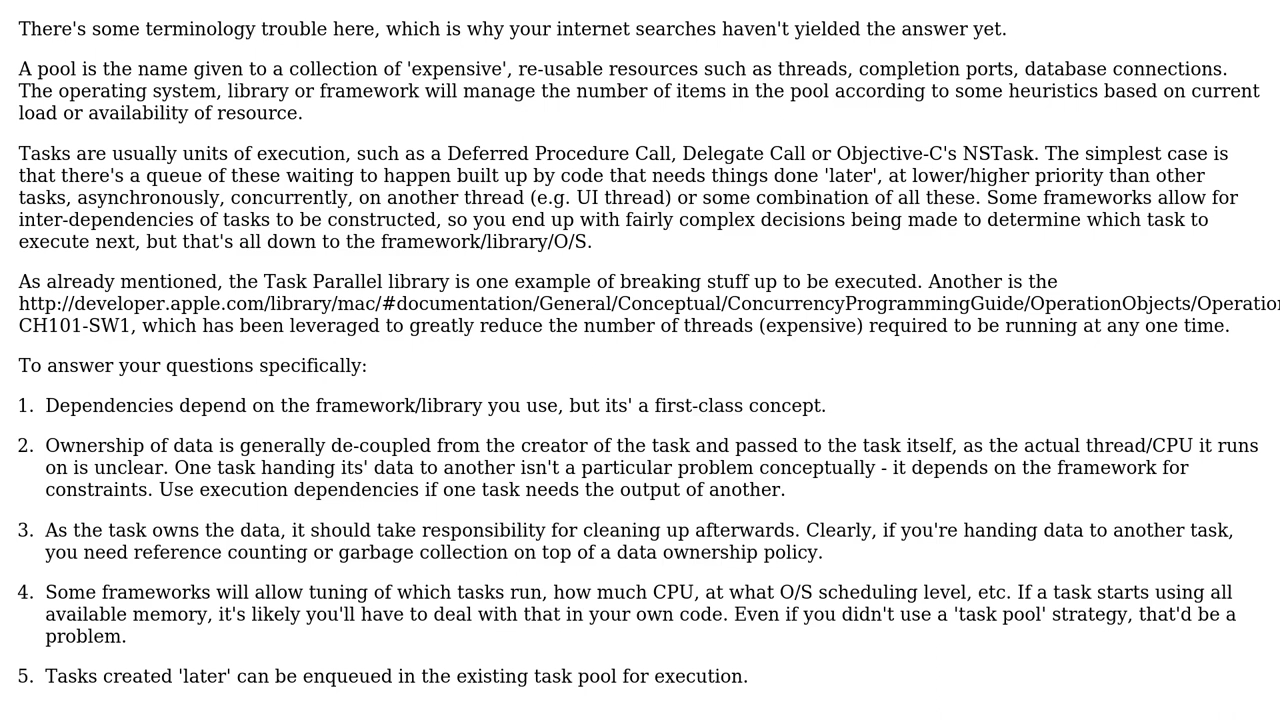 There's some terminology trouble here, which is why your internet searches haven't yielded the answer yet.
A pool is the name given to a collection of 'expensive', re-usable resources such as threads, completion ports, database connections.
The operating system, library or framework will manage the number of items in the pool according to some heuristics based on current
load or availability of resource.
Tasks are usually units of execution, such as a Deferred Procedure Call, Delegate Call or Objective-C's NSTask. The simplest case is
that there's a queue of these waiting to happen built up by code that needs things done 'later', at lower/higher priority than other
tasks, asynchronously, concurrently, on another thread (e.g. UI thread) or some combination of all these. Some frameworks allow for
inter-dependencies of tasks to be constructed, so you end up with fairly complex decisions being made to determine which task to
execute next, but that's all down to the framework/library/O/S.
As already mentioned, the Task Parallel library is one example of breaking stuff up to be executed. Another is the
http://developer.apple.com/library/mac/#documentation/General/Conceptual/ConcurrencyProgrammingGuide/OperationObjects/Operation
CH101-SW1, which has been leveraged to greatly reduce the number of threads (expensive) required to be running at any one time.
To answer your questions specifically:
1. Dependencies depend on the framework/library you use, but its' a first-class concept.
2. Ownership of data is generally de-coupled from the creator of the task and passed to the task itself, as the actual thread/CPU it runs
on is unclear. One task handing its' data to another isn't a particular problem conceptually - it depends on the framework for
constraints. Use execution dependencies if one task needs the output of another.
3. As the task owns the data, it should take responsibility for cleaning up afterwards. Clearly, if you're handing data to another task,
you need reference counting or garbage collection on top of a data ownership policy.
4. Some frameworks will allow tuning of which tasks run, how much CPU, at what O/S scheduling level, etc. If a task starts using all
available memory, it's likely you'll have to deal with that in your own code. Even if you didn't use a 'task pool' strategy, that'd be a
problem.
5. Tasks created 'later' can be enqueued in the existing task pool for execution.